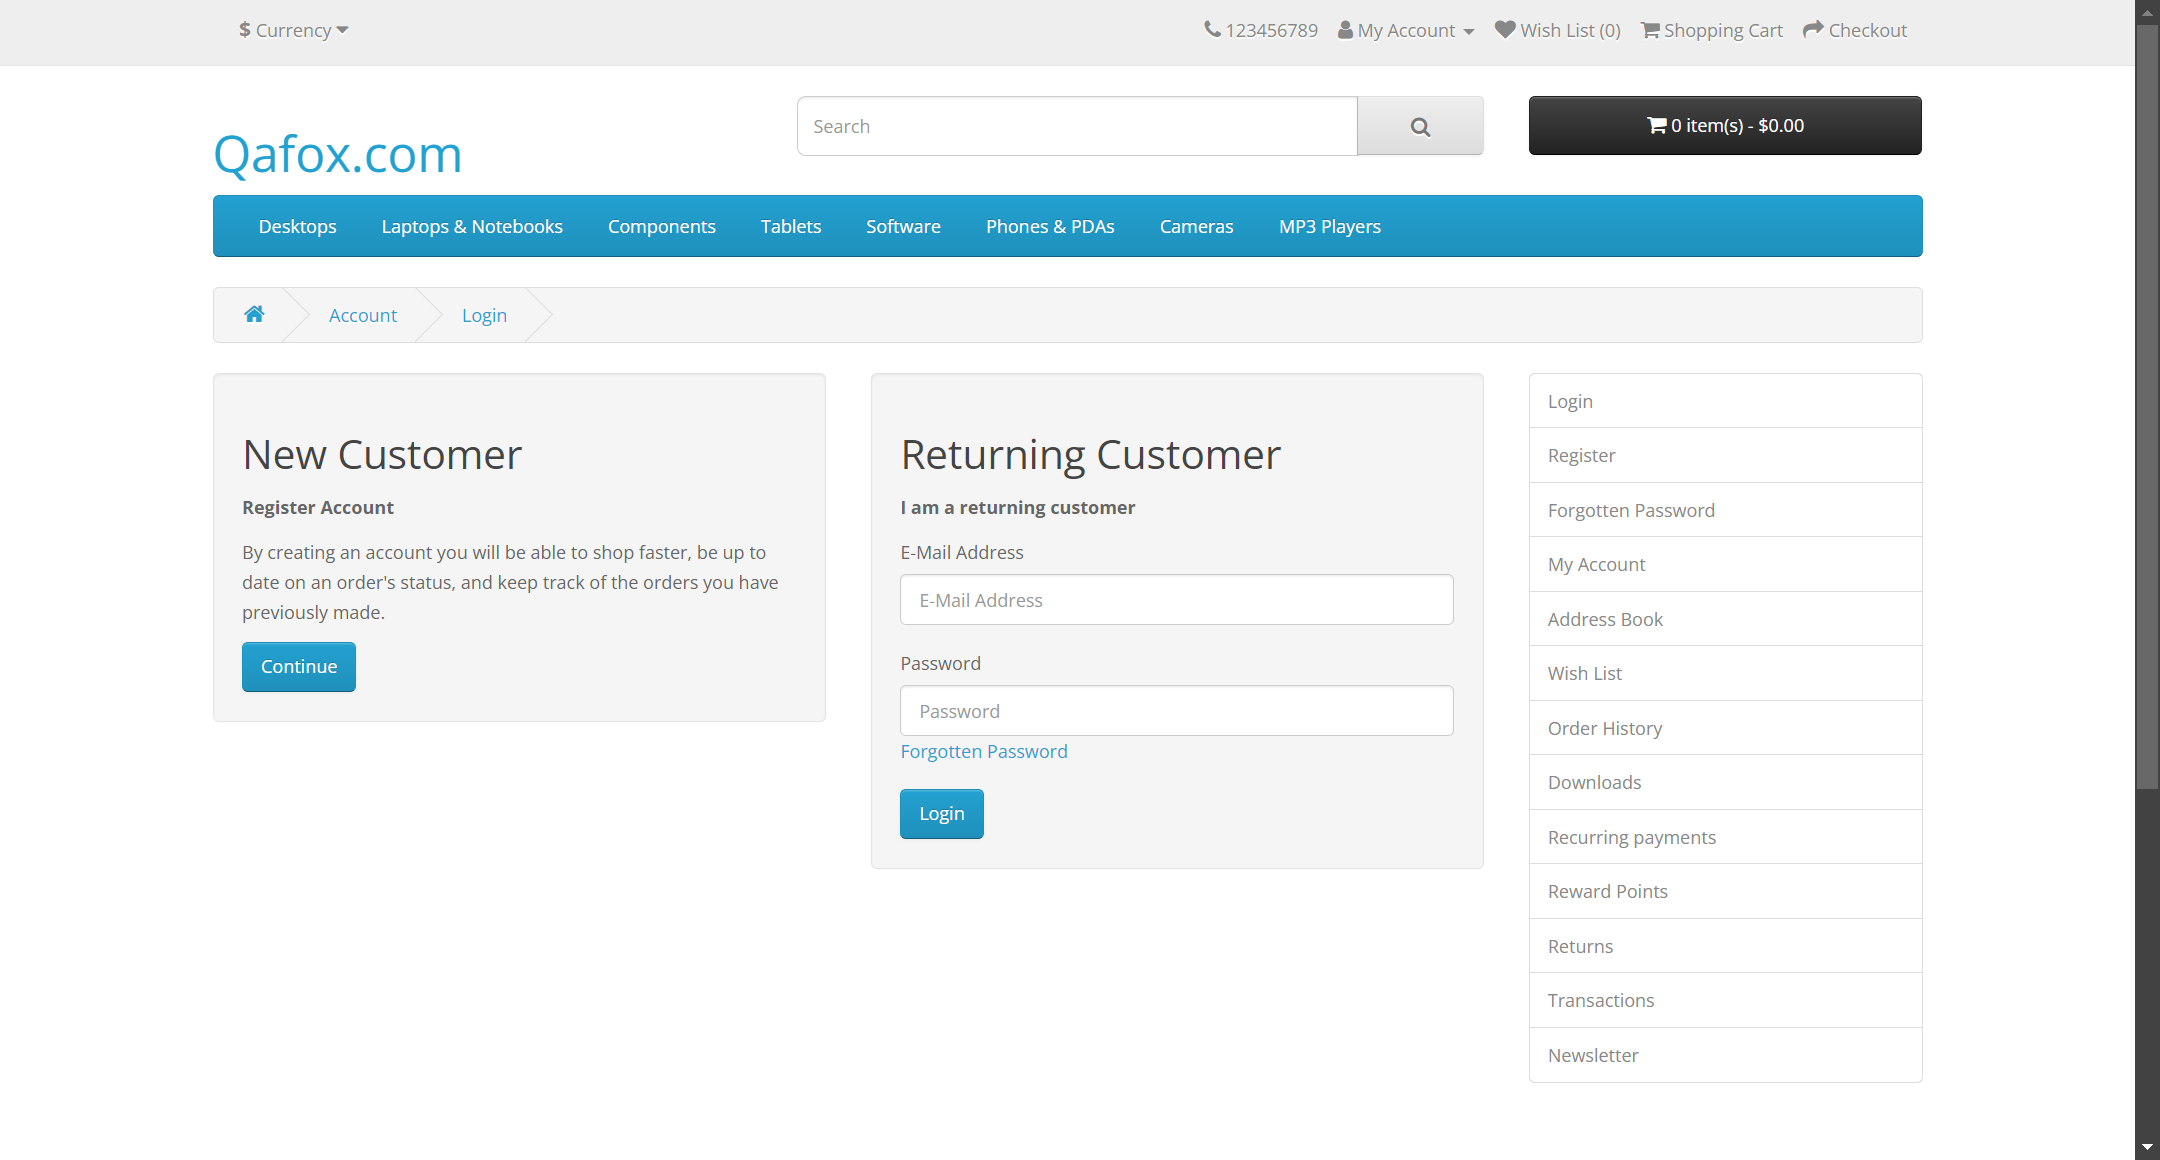 $ Currency
123456789 My Account Wish List (0) Shopping Cart Checkout
Qafox.com
Search
0 item(s) - $0.00
Desktops Laptops & Notebooks Components Tablets Software Phones & PDAs Cameras MP3 Players
Account Login
New Customer
Register Account
By creating an account you will be able to shop faster, be up to
date on an order's status, and keep track of the orders you have
previously made.
Continue
Returning Customer
I am a returning customer
E-Mail Address
E-Mail Address
Password
Password
Forgotten Password
Login
Login
Register
Forgotten Password
My Account
Address Book
Wish List
Order History
Downloads
Recurring payments
Reward Points
Returns
Transactions
Newsletter